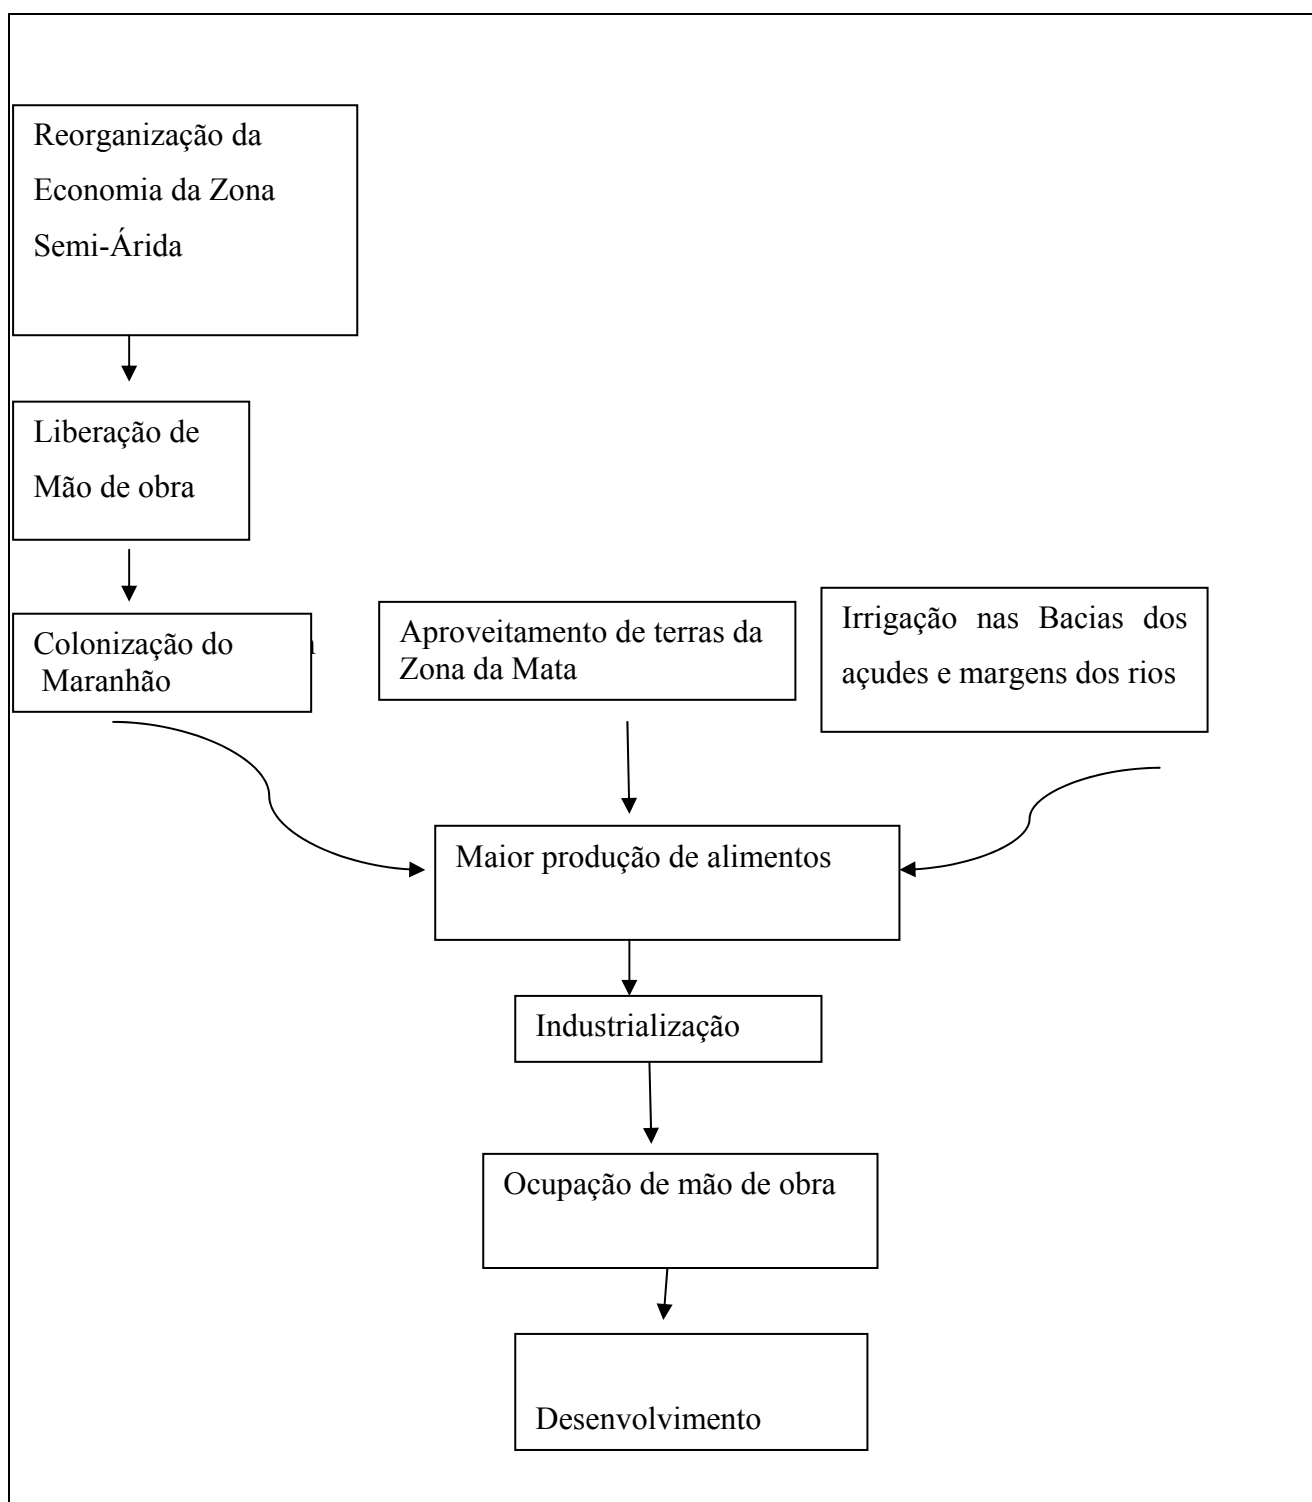 Reorganização da
Economia da Zona
Semi-Árida
Liberação de
Mão de obra
Colonização do
Maranhão
Aproveitamento de terras da
Zona da Mata
Irrigação nas Bacias dos
açudes e margens dos rios
Maior produção de alimentos
Industrialização
Ocupação de mão de obra
Desenvolvimento